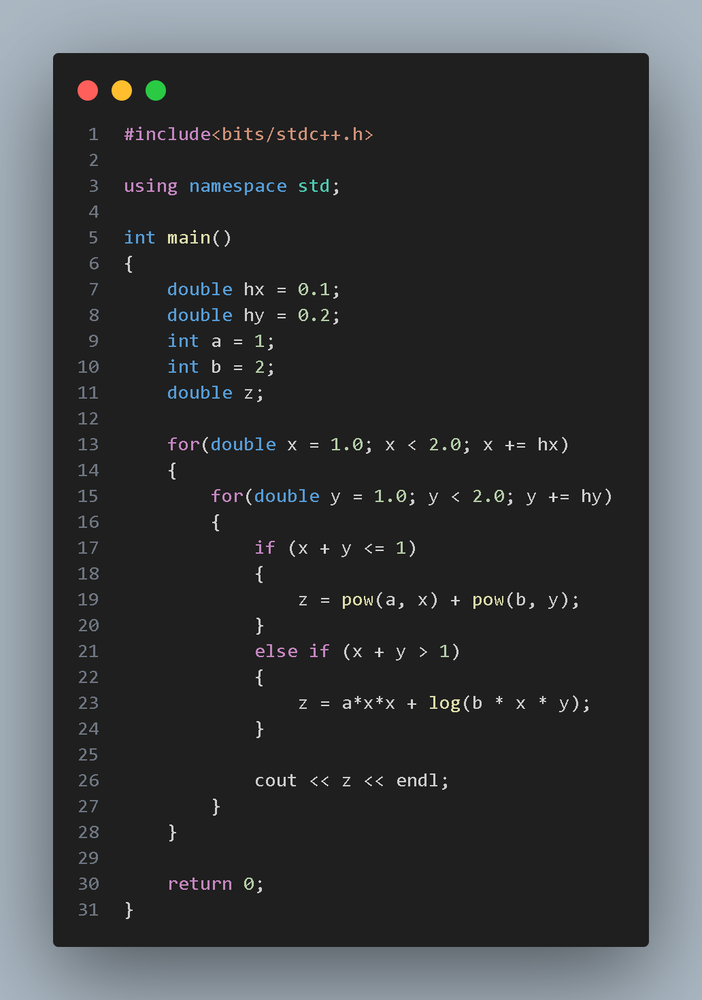 1 #include<bits/stdc++.h>
2
3 using namespace std;
4
5 int main()
6 {
7     double hx = 0.1;
8     double hy = 0.2;
9     int a = 1;
10     int b = 2;
11     double z;
12
13     for(double x = 1.0; x < 2.0; x += hx)
14     {
15         for(double y = 1.0; y < 2.0; y += hy)
16         {
17             if (x + y <= 1)
18             {
19                 z = pow(a, x) + pow(b, y);
20             }
21             else if (x + y > 1)
22             {
23                 z = a*x*x + log(b * x * y);
24             }
25
26             cout << z << endl;
27         }
28     }
29
30     return 0;
31 }